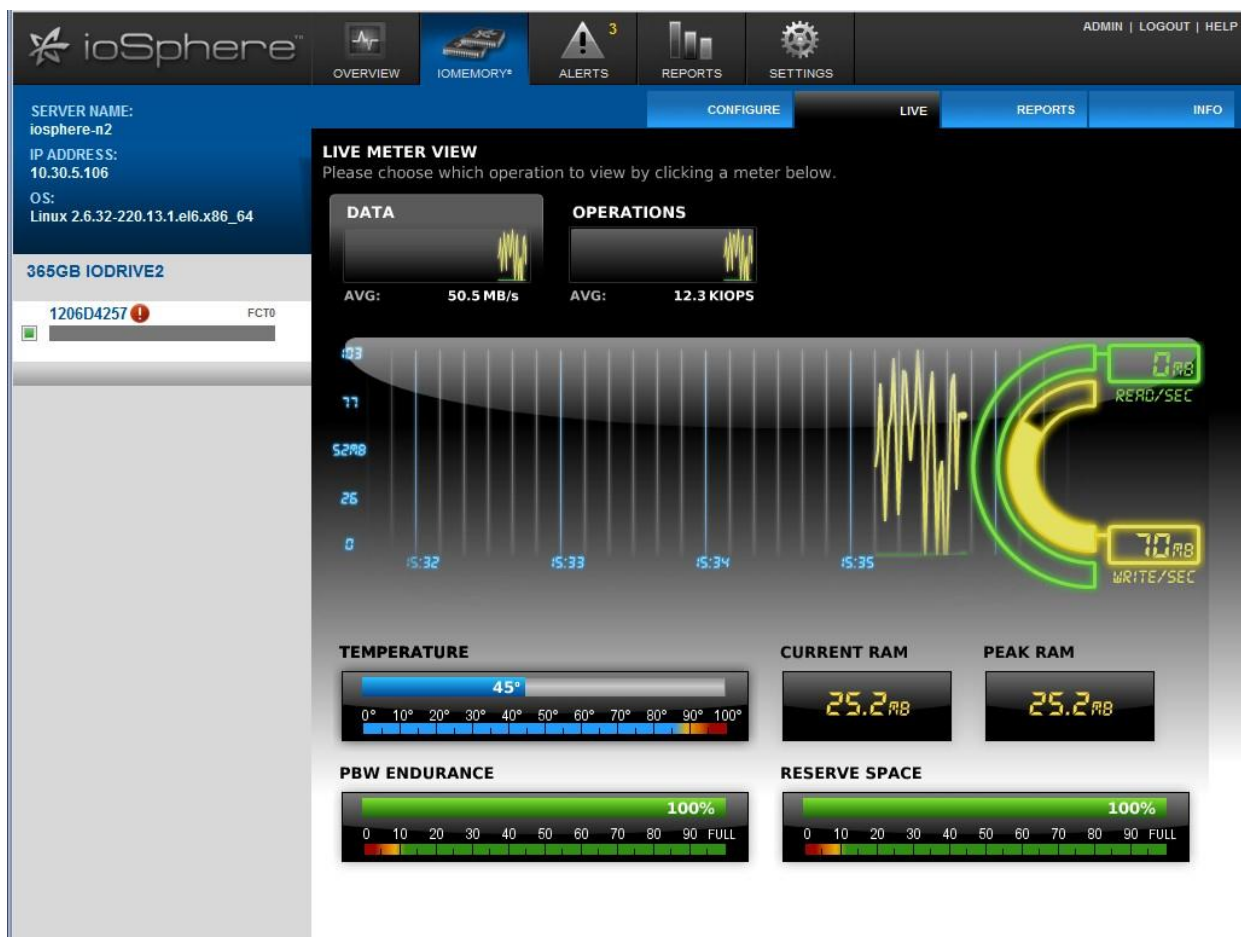 ioSphere™
OVERVIEW
IOMEMORY®
ALERTS
3
REPORTS
SETTINGS
ADMIN | LOGOUT | HELP
SERVER NAME:
iosphere-n2
IP ADDRESS:
10.30.5.106
OS:
Linux 2.6.32-220.13.1.el6.x86_64
365GB IODRIVE2
1206D4257
FCT0
CONFIGURE
LIVE
REPORTS
INFO
LIVE METER VIEW
Please choose which operation to view by clicking a meter below.
DATA
AVG: 50.5 MB/s
OPERATIONS
AVG: 12.3 KIOPS
103
77
52MB
26
0
15:32 15:33 15:34 15:35
0MB
READ/SEC
70MB
WRITE/SEC
TEMPERATURE
45°
0° 10° 20° 30° 40° 50° 60° 70° 80° 90° 100°
CURRENT RAM
25.2MB
PEAK RAM
25.2MB
PBW ENDURANCE
100%
0 10 20 30 40 50 60 70 80 90 FULL
RESERVE SPACE
100%
0 10 20 30 40 50 60 70 80 90 FULL